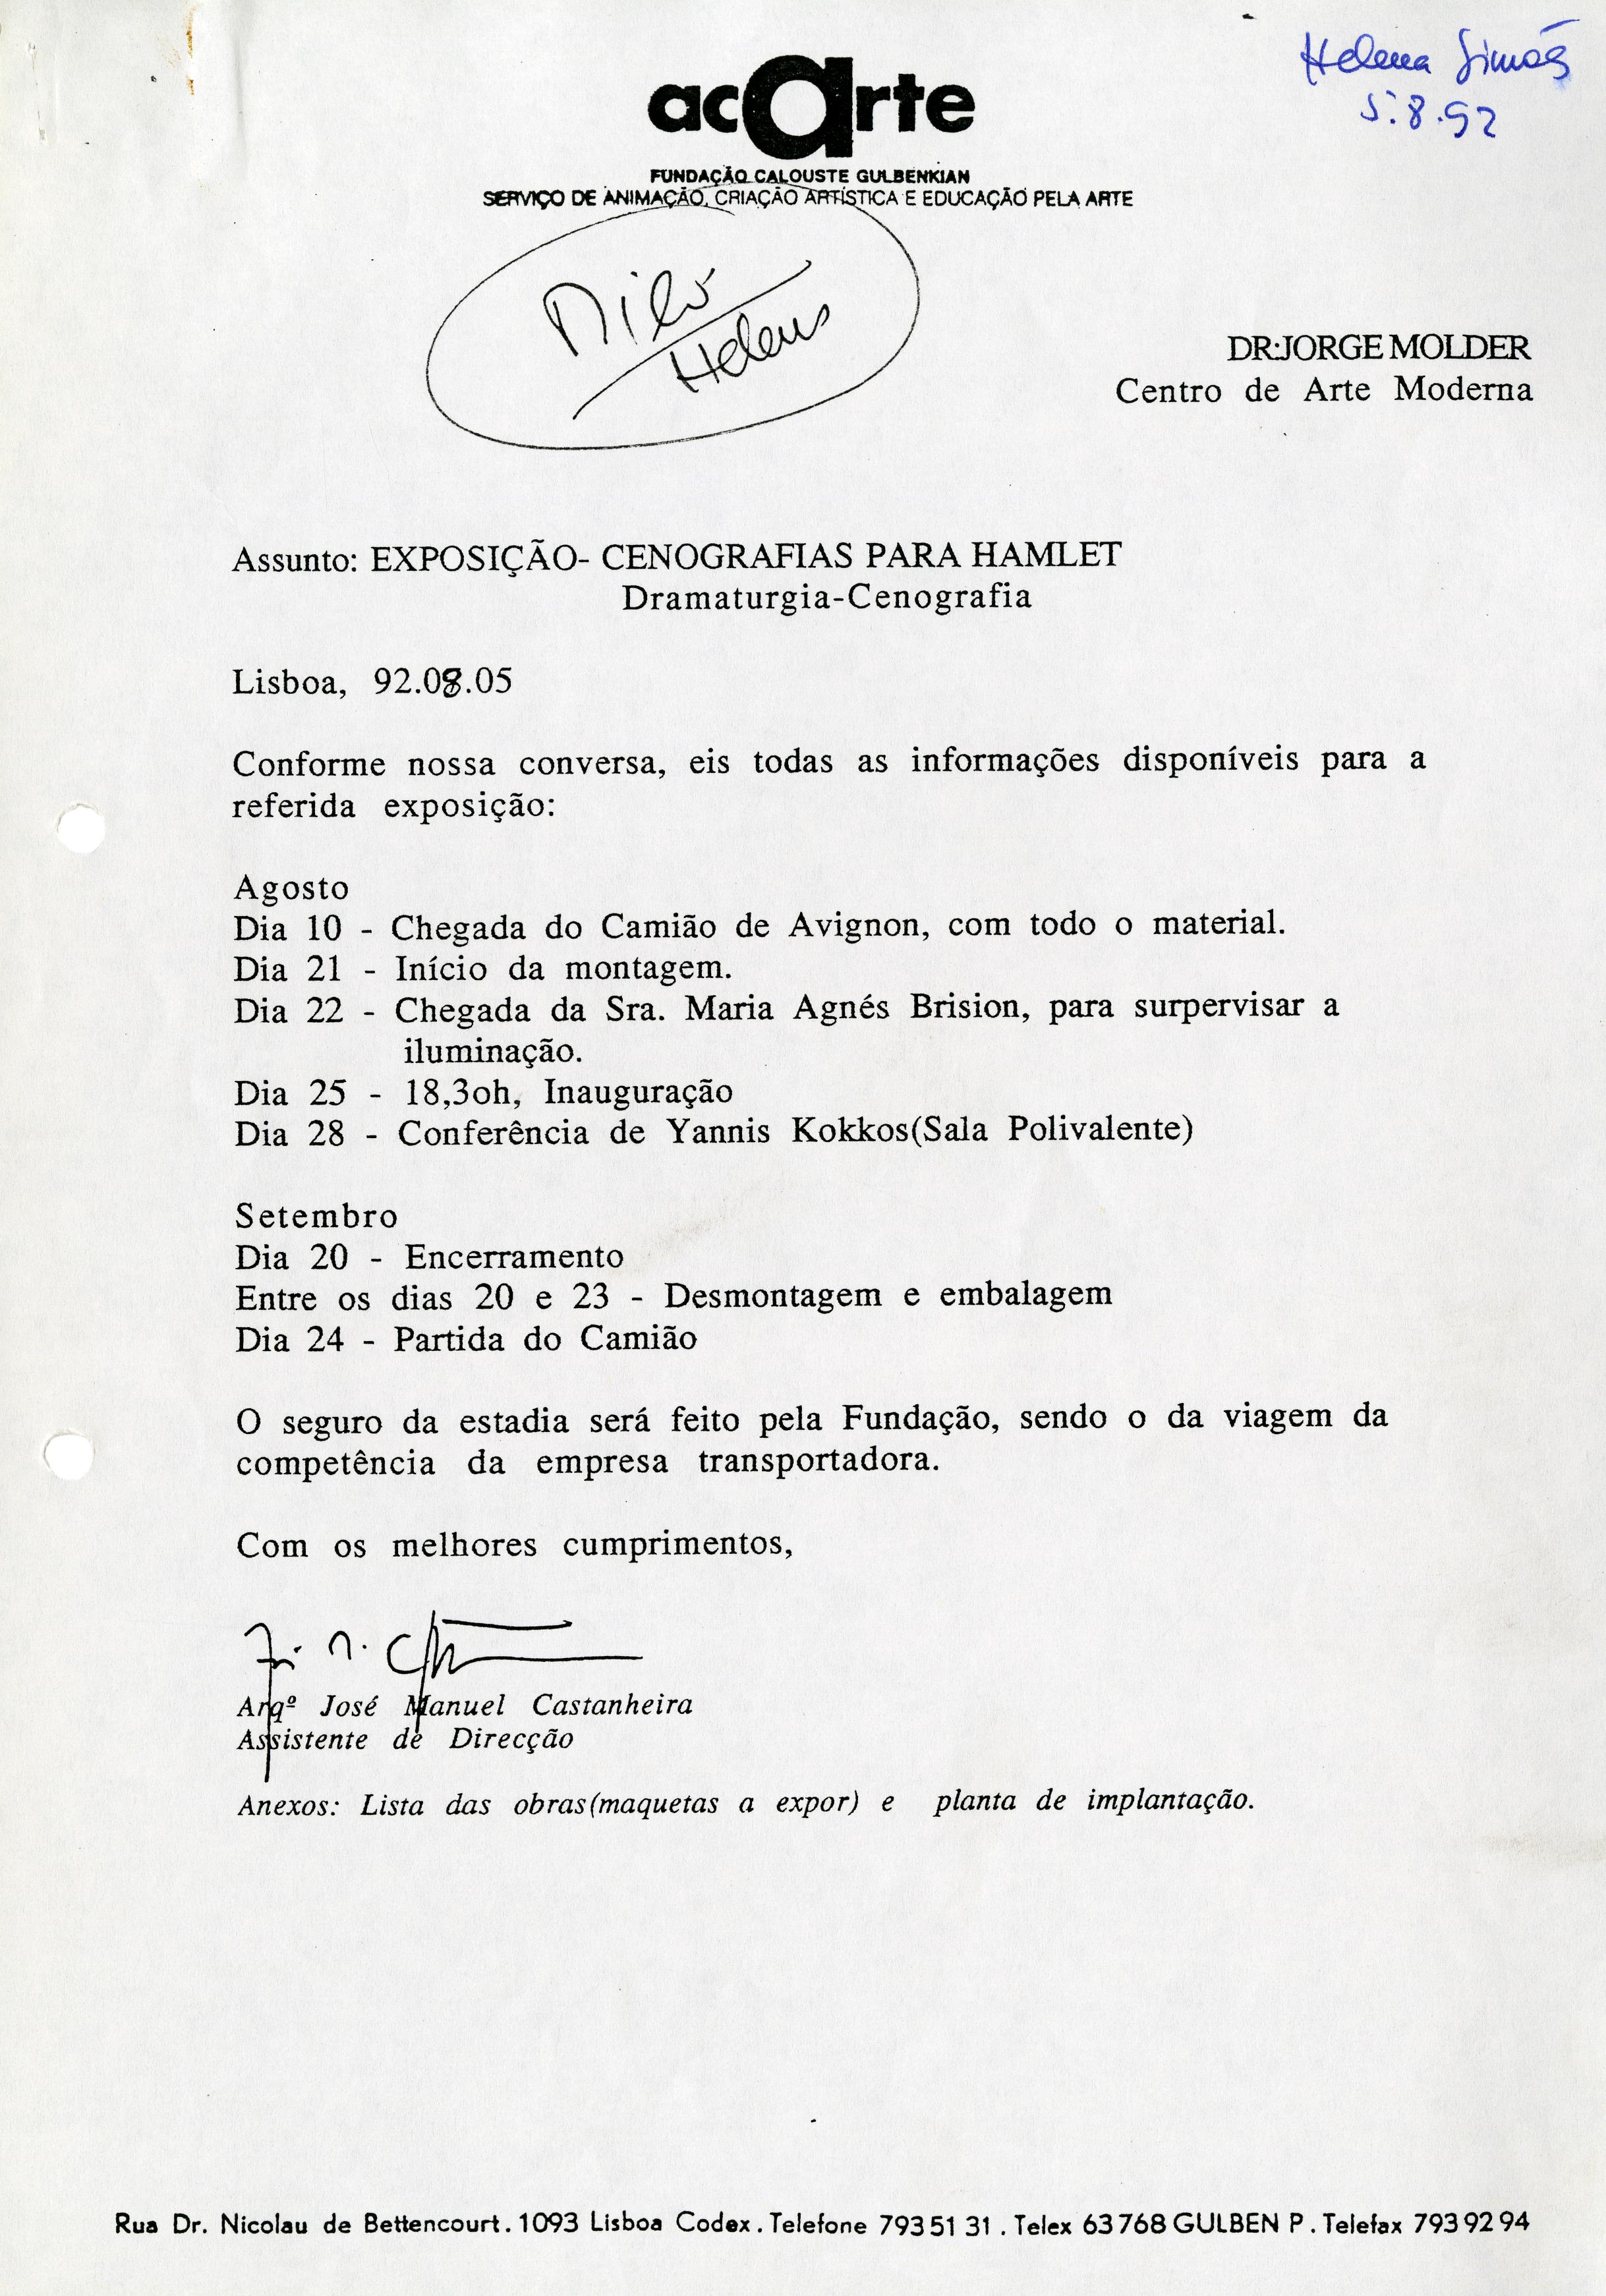 Helena Simões
5.8.92
acarte
FUNDAÇÃO CALOUSTE GULBENKIAN
SERVIÇO DE ANIMAÇÃO, CRIAÇÃO ARTÍSTICA E EDUCAÇÃO PELA ARTE
Helena
DR:JORGE MOLDER
Centro de Arte Moderna
Assunto: EXPOSIÇÃO- CENOGRAFIAS PARA HAMLET
Dramaturgia-Cenografia
Lisboa, 92.08.05
Conforme nossa conversa, eis todas as informações disponíveis para a
referida exposição:
Agosto
Dia 10 - Chegada do Camião de Avignon, com todo o material.
Dia 21 - Início da montagem.
Dia 22 - Chegada da Sra. Maria Agnés Brision, para surpervisar a
iluminação.
Dia 25 - 18,3oh, Inauguração
Dia 28 - Conferência de Yannis Kokkos(Sala Polivalente)
Setembro
Dia 20 - Encerramento
Entre os dias 20 e 23 - Desmontagem e embalagem
Dia 24 - Partida do Camião
O seguro da estadia será feito pela Fundação, sendo o da viagem da
competência da empresa transportadora.
Com os melhores cumprimentos,
Arqº José Manuel Castanheira
Assistente de Direcção
Anexos: Lista das obras(maquetas a expor) e planta de implantação.
Rua Dr. Nicolau de Bettencourt. 1093 Lisboa Codex. Telefone 793 51 31. Telex 63 768 GULBEN P. Telefax 793 92 94